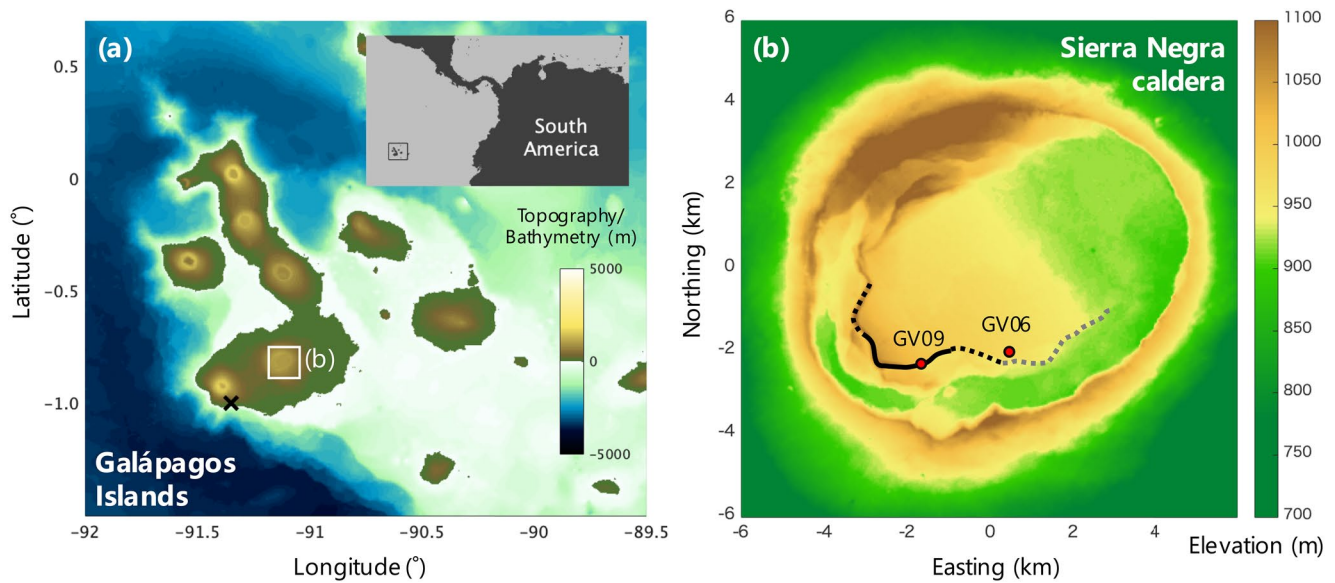 (a)
South
America
Topography/
Bathymetry (m)
5000
0
−5000
(b)
Galápagos
Islands
0.5
0
−0.5
−1.0
Latitude (°)
−92
−91.5
−91
−90.5
−90
−89.5
Longitude (°)
(b)
Sierra Negra
caldera
GV09
GV06
6
4
2
0
-2
-4
-6
Northing (km)
-6
-4
-2
0
2
4
Easting (km)
1100
1050
1000
950
900
850
800
750
700
Elevation (m)